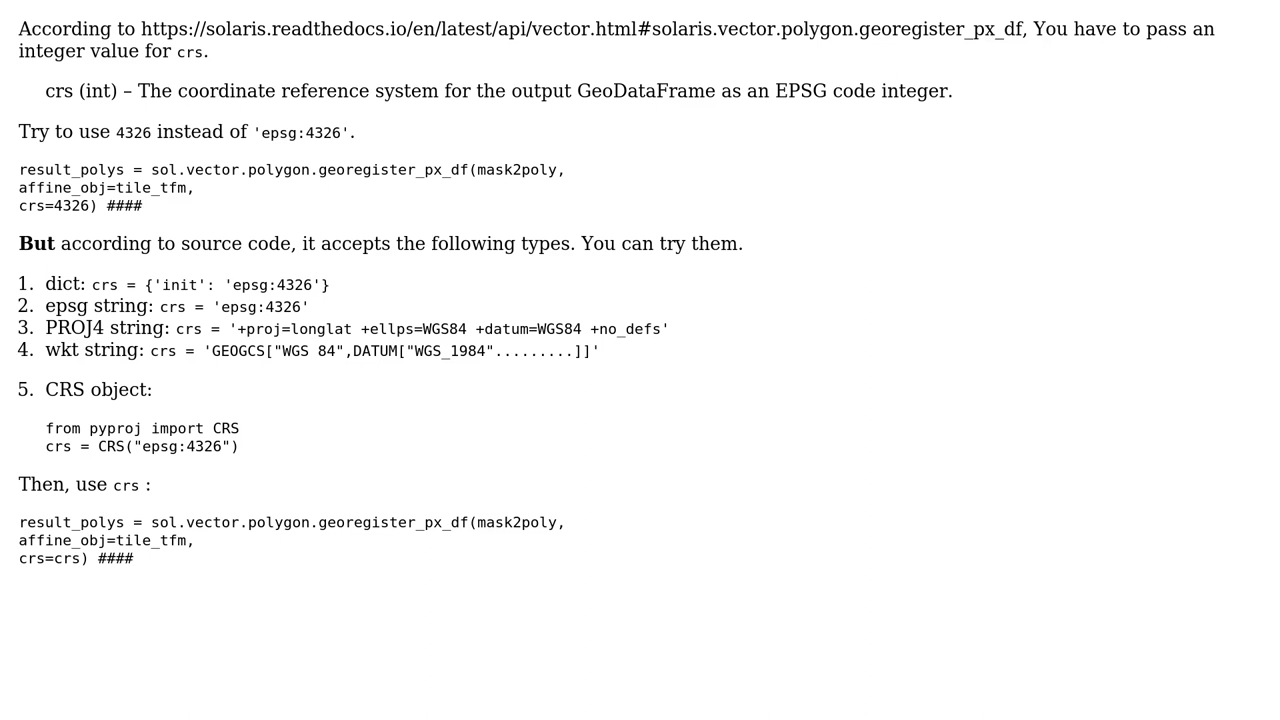 According to https://solaris.readthedocs.io/en/latest/api/vector.html#solaris.vector.polygon.georegister_px_df, You have to pass an
integer value for crs.
crs (int) – The coordinate reference system for the output GeoDataFrame as an EPSG code integer.
Try to use 4326 instead of 'epsg:4326'.
result_polys = sol.vector.polygon.georegister_px_df(mask2poly,
affine_obj=tile_tfm,
crs=4326) ####
But according to source code, it accepts the following types. You can try them.
1. dict: crs = {'init': 'epsg:4326'}
2. epsg string: crs = 'epsg:4326'
3. PROJ4 string: crs = '+proj=longlat +ellps=WGS84 +datum=WGS84 +no_defs'
4. wkt string: crs = 'GEOGCS["WGS 84",DATUM["WGS_1984".........]]'
5. CRS object:
from pyproj import CRS
crs = CRS("epsg:4326")
Then, use crs :
result_polys = sol.vector.polygon.georegister_px_df(mask2poly,
affine_obj=tile_tfm,
crs=crs) ####